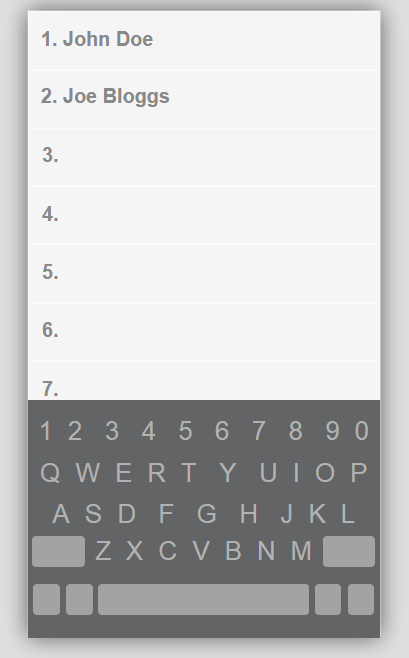 1. John Doe
2. Joe Bloggs
3.
4.
5.
6.
7.
1 2 3 4 5 6 7 8 9 0
Q W E R T Y U I O P
A S D F G H J K L
Z X C V B N M